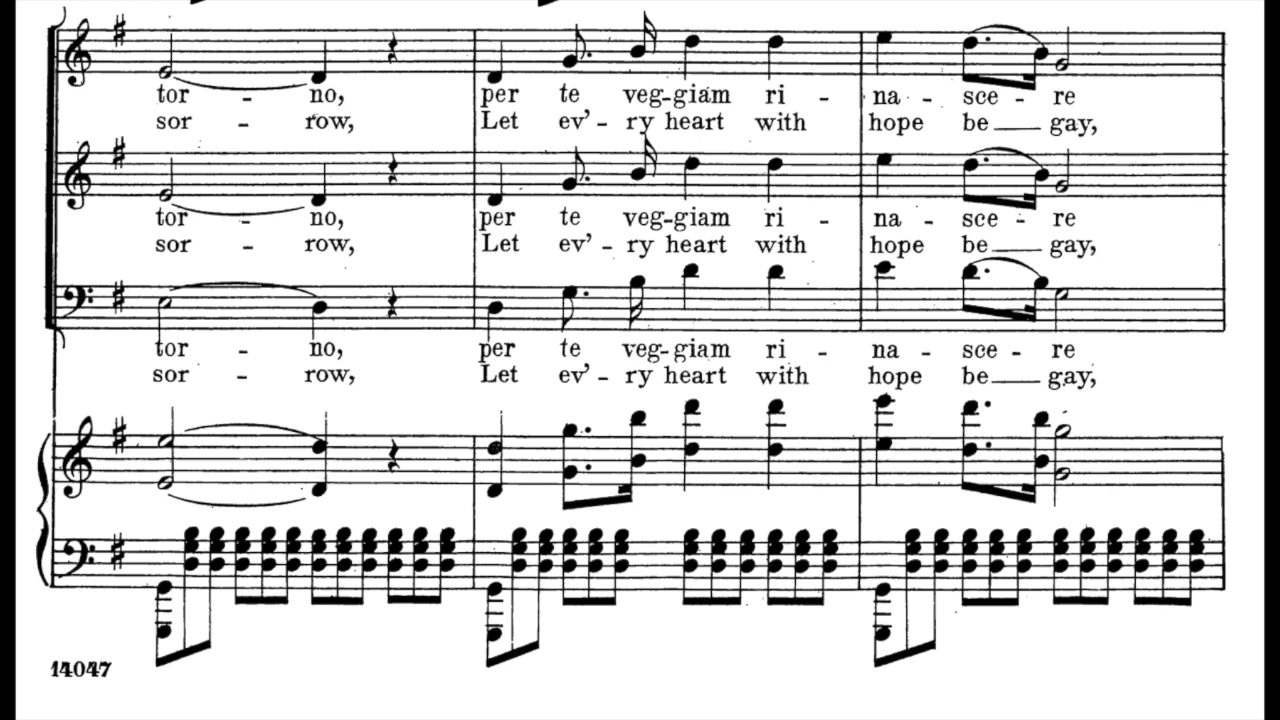 tor - no, per te veg-giam ri - na - sce - re
sor - row, Let ev'- ry heart with hope be gay,
tor - no, per te veg-giam ri - na - sce - re
sor - row, Let ev'- ry heart with hope be gay,
tor - no, per te veg-giam ri - na - sce - re
sor - row, Let ev'- ry heart with hope be gay,
14047